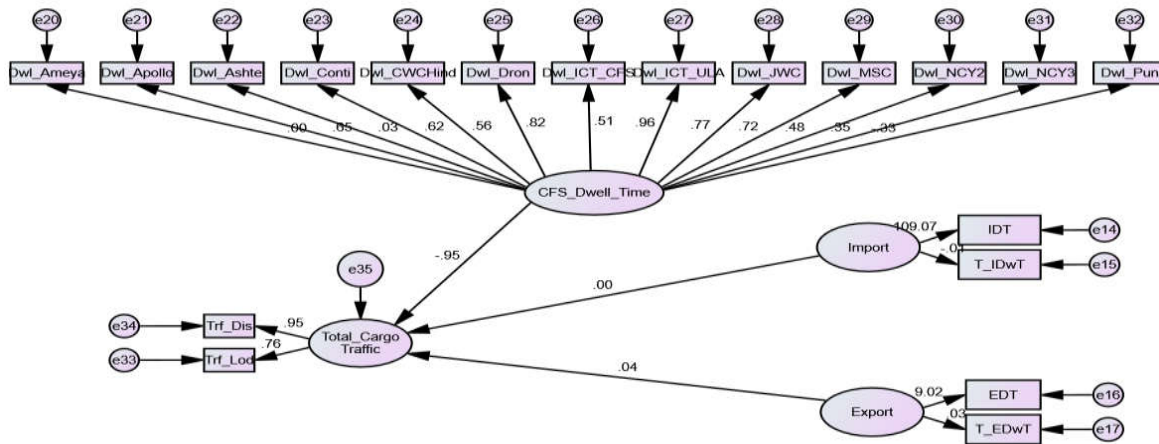 e20 e21 e22 e23 e24 e25 e26 e27 e28 e29 e30 e31 e32
Dwl_Ameya Dwl_Apollo Dwl_Ashte Dwl_Conti Dwl_CWCHind Dwl_Dron Dwl_ICT_CFS Dwl_ICT_ULA Dwl_JWC Dwl_MSC Dwl_NCY2 Dwl_NCY3 Dwl_Pun
.00 .65 .03 .62 .56 .82 .51 .96 .77 .72 .48 .35 -.33
CFS_Dwell_Time
109.07 IDT e14
Import
-.01 T_IDwT e15
-.95
e35
.00
e34 Trf_Dis .95
Total_Cargo
Traffic
e33 Trf_Lod .76
.04
9.02 EDT e16
Export
.03 T_EDwT e17